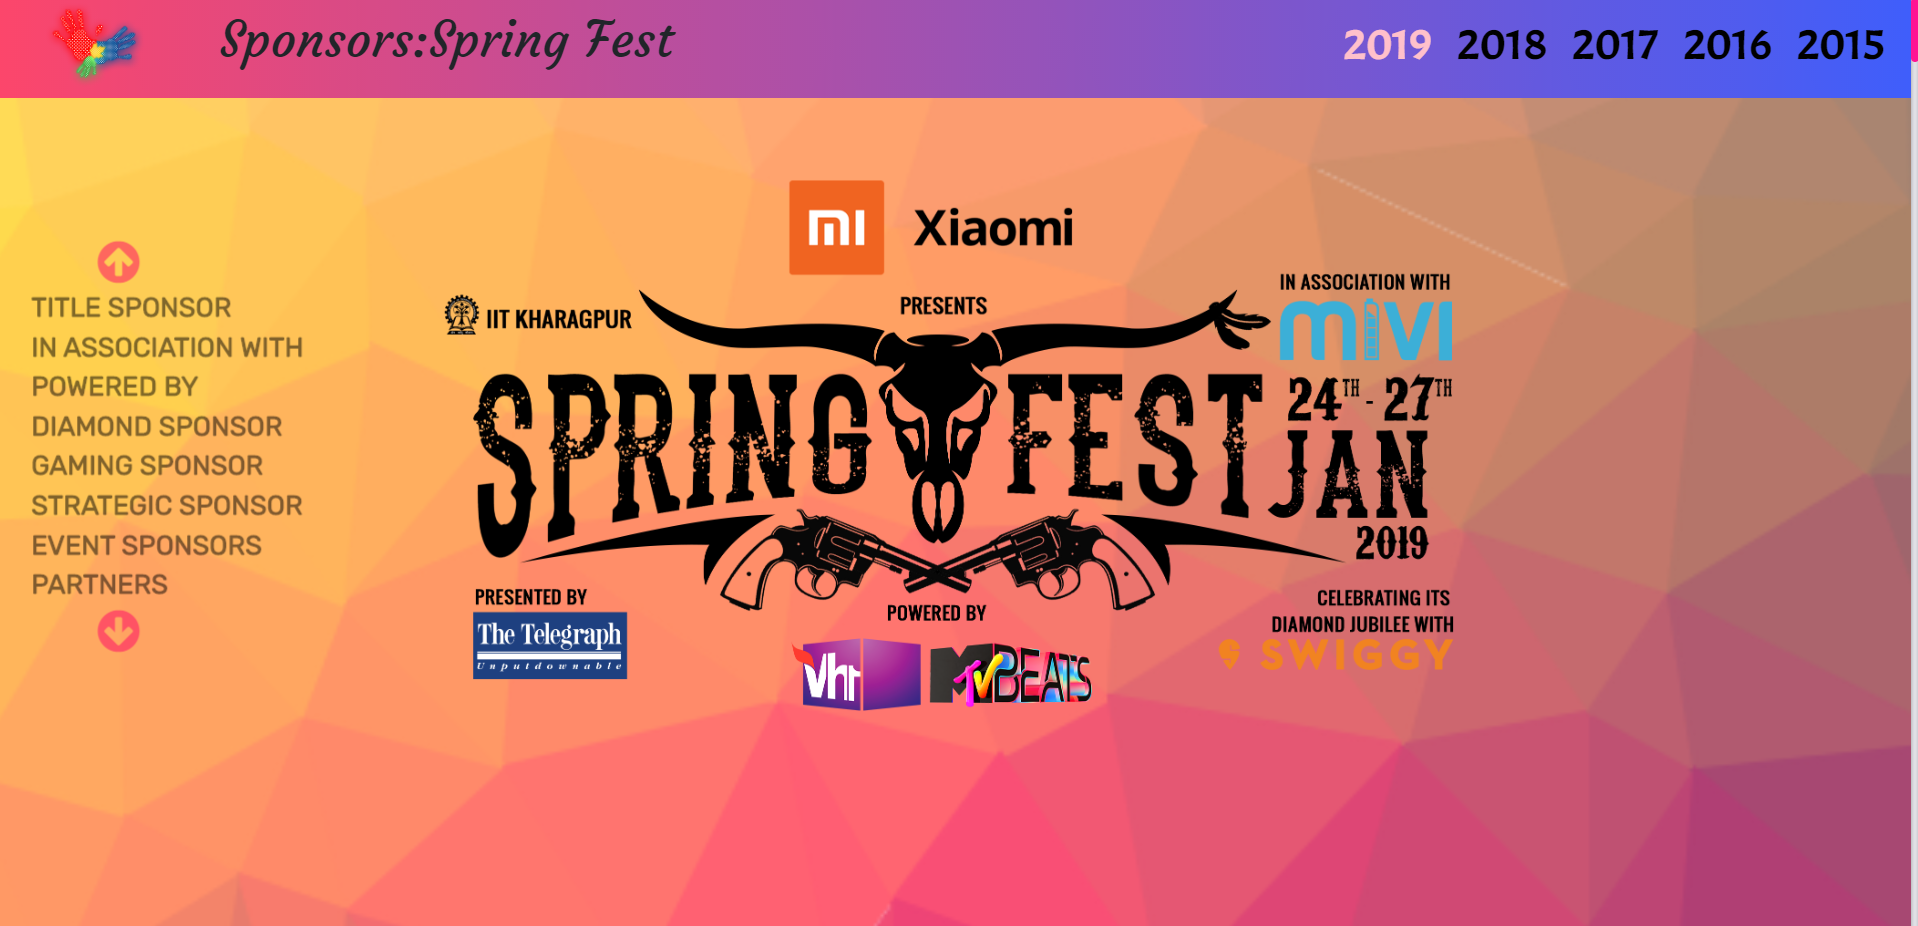 Sponsors:Spring Fest
2019 2018 2017 2016 2015
TITLE SPONSOR
IN ASSOCIATION WITH
POWERED BY
DIAMOND SPONSOR
GAMING SPONSOR
STRATEGIC SPONSOR
EVENT SPONSORS
PARTNERS
mi Xiaomi
IIT KHARAGPUR
PRESENTS
IN ASSOCIATION WITH
MIVI
SPRING FEST
24TH - 27TH
JAN
2019
PRESENTED BY
The Telegraph
Unputdownable
POWERED BY
Vh1 MTV BEATS
CELEBRATING ITS
DIAMOND JUBILEE WITH
SWIGGY